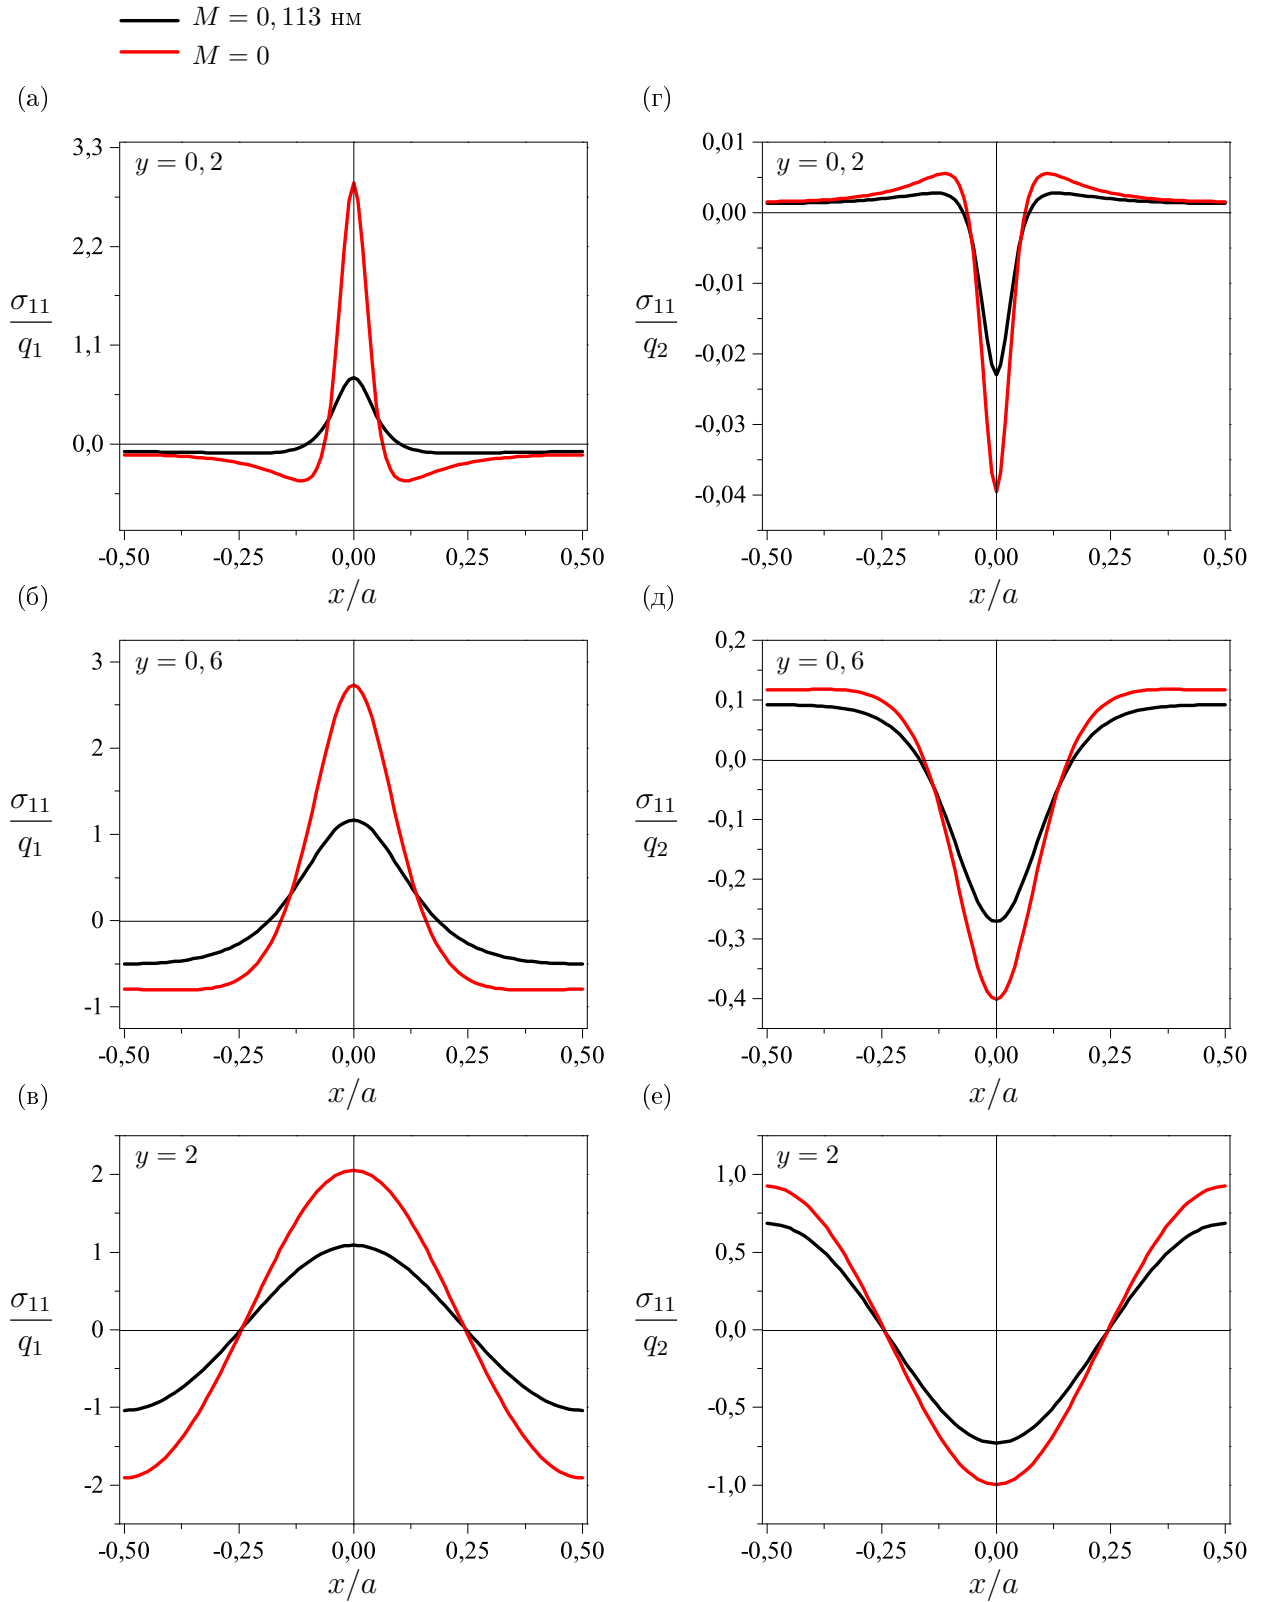 M = 0, 113 нм
M = 0
(а)
y = 0, 2
3,3
2,2
1,1
0,0
σ11
q1
-0,50 -0,25 0,00 0,25 0,50
x/a
(г)
y = 0, 2
0,01
0,00
-0,01
-0,02
-0,03
-0,04
σ11
q2
-0,50 -0,25 0,00 0,25 0,50
x/a
(б)
y = 0, 6
3
2
1
0
-1
σ11
q1
-0,50 -0,25 0,00 0,25 0,50
x/a
(д)
y = 0, 6
0,2
0,1
0,0
-0,1
-0,2
-0,3
-0,4
σ11
q2
-0,50 -0,25 0,00 0,25 0,50
x/a
(в)
y = 2
2
1
0
-1
-2
σ11
q1
-0,50 -0,25 0,00 0,25 0,50
x/a
(е)
y = 2
1,0
0,5
0,0
-0,5
-1,0
σ11
q2
-0,50 -0,25 0,00 0,25 0,50
x/a